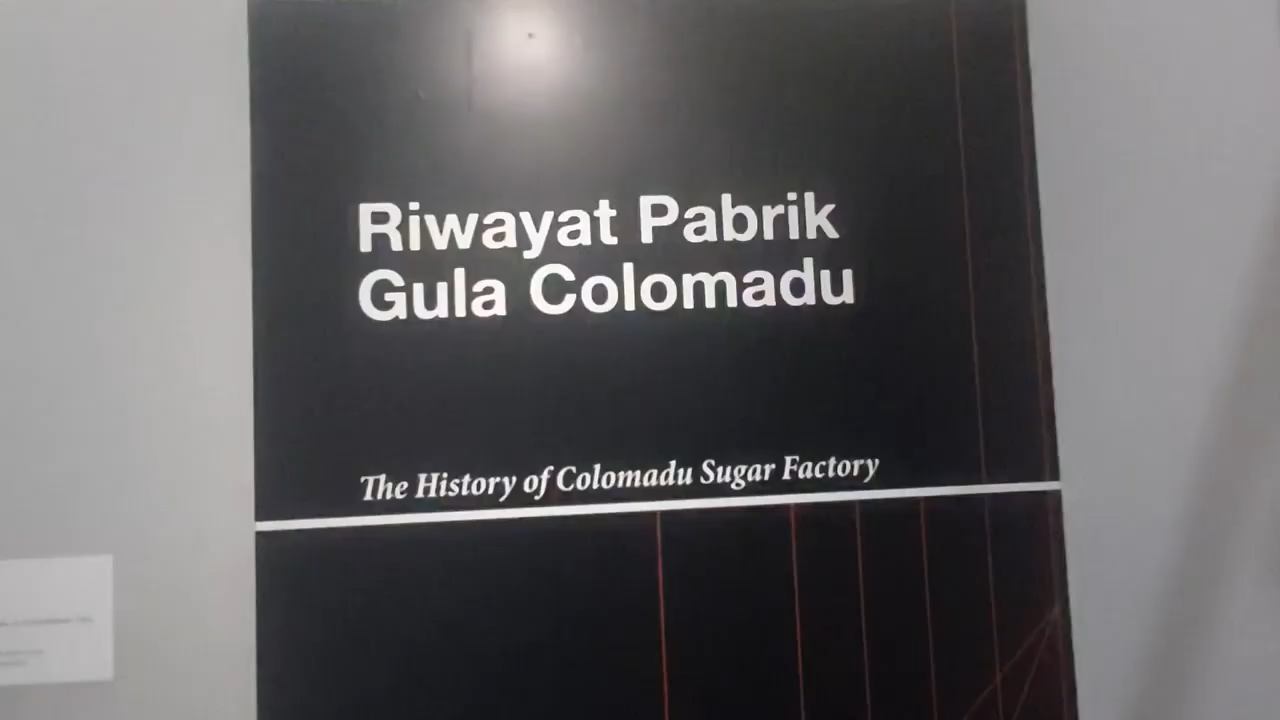 Riwayat Pabrik
Gula Colomadu
The History of Colomadu Sugar Factory